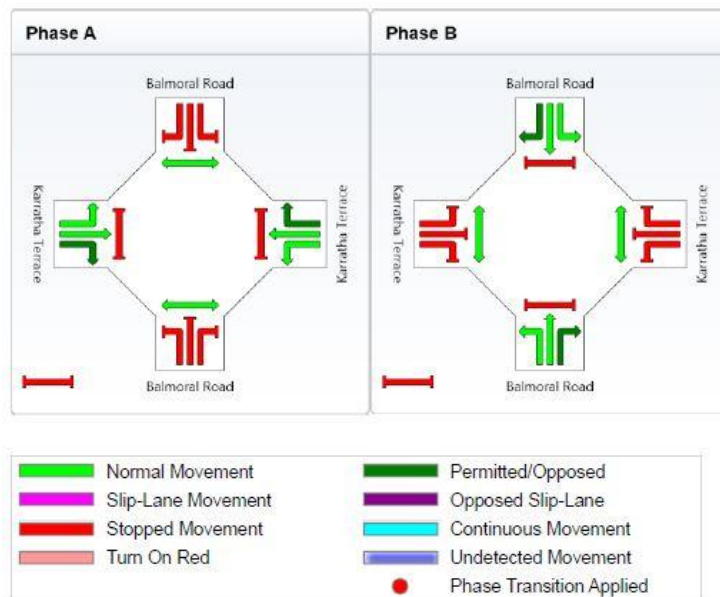 Phase A
Phase B
Balmoral Road
Balmoral Road
Karratha Terrace
Karratha Terrace
Karratha Terrace
Karratha Terrace
Balmoral Road
Balmoral Road
Normal Movement
Permitted/Opposed
Slip-Lane Movement
Opposed Slip-Lane
Stopped Movement
Continuous Movement
Turn On Red
Undetected Movement
Phase Transition Applied